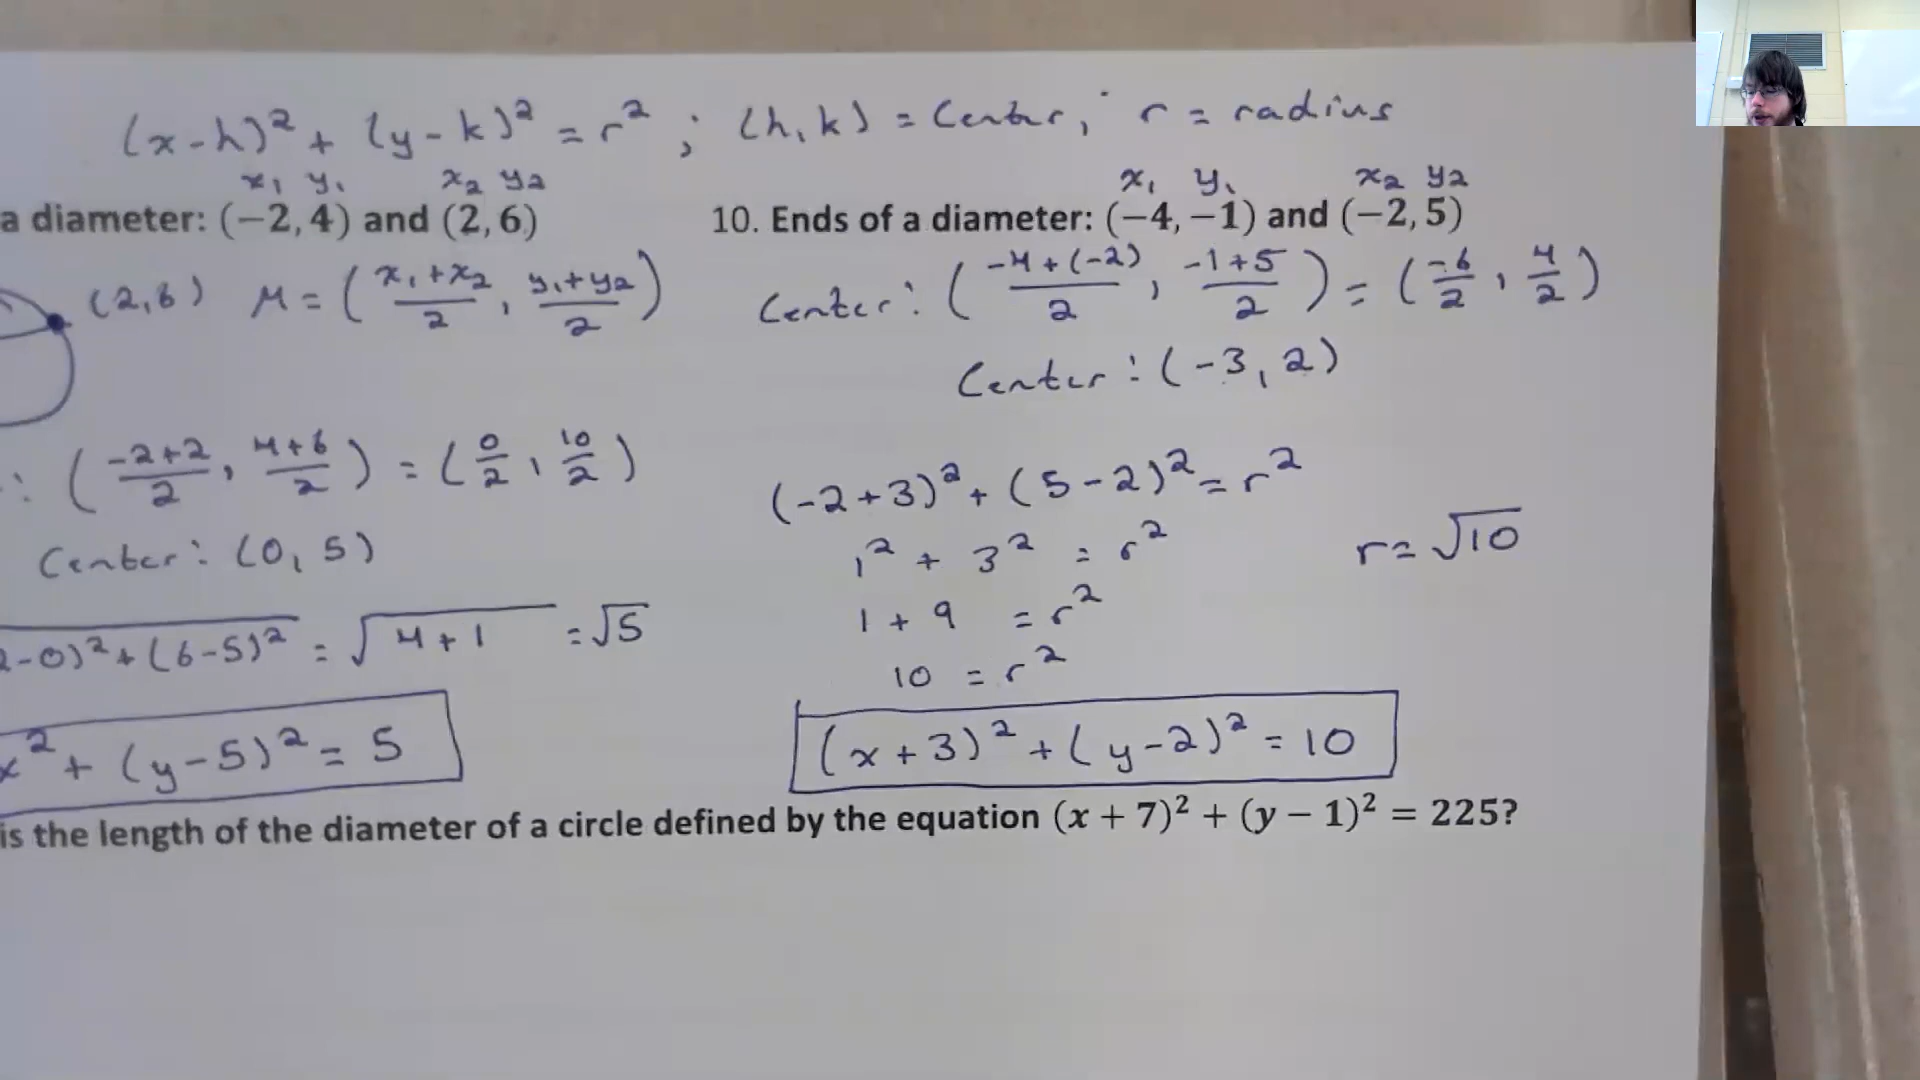 (x-h)² + (y-k)² = r² ; (h,k) = Center, r = radius
x₁ y₁ x₂ y₂
a diameter: (−2, 4) and (2, 6)
(2,6) M = (x₁+x₂/2, y₁+y₂/2)
: (-2+2/2, 4+6/2) = (0/2, 10/2)
Center: (0, 5)
-0)² + (6-5)² = √4+1 = √5
x² + (y-5)² = 5
x₁ y₁ x₂ y₂
10. Ends of a diameter: (−4, −1) and (−2, 5)
Center: (-4+(-2)/2, -1+5/2) = (-6/2, 4/2)
Center: (-3, 2)
(-2+3)² + (5-2)² = r²
1² + 3² = r²
r = √10
1 + 9 = r²
10 = r²
(x+3)² + (y-2)² = 10
is the length of the diameter of a circle defined by the equation (x + 7)² + (y − 1)² = 225?